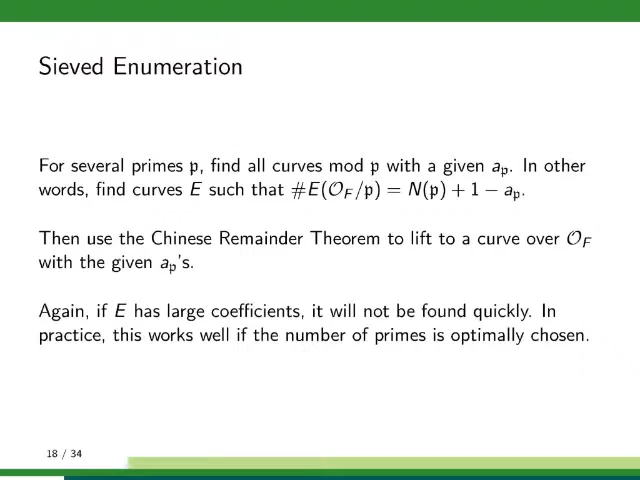 Sieved Enumeration
For several primes 𝔭, find all curves mod 𝔭 with a given a_𝔭. In other
words, find curves E such that #E(𝒪_F/𝔭) = N(𝔭) + 1 − a_𝔭.
Then use the Chinese Remainder Theorem to lift to a curve over 𝒪_F
with the given a_𝔭's.
Again, if E has large coefficients, it will not be found quickly. In
practice, this works well if the number of primes is optimally chosen.
18 / 34